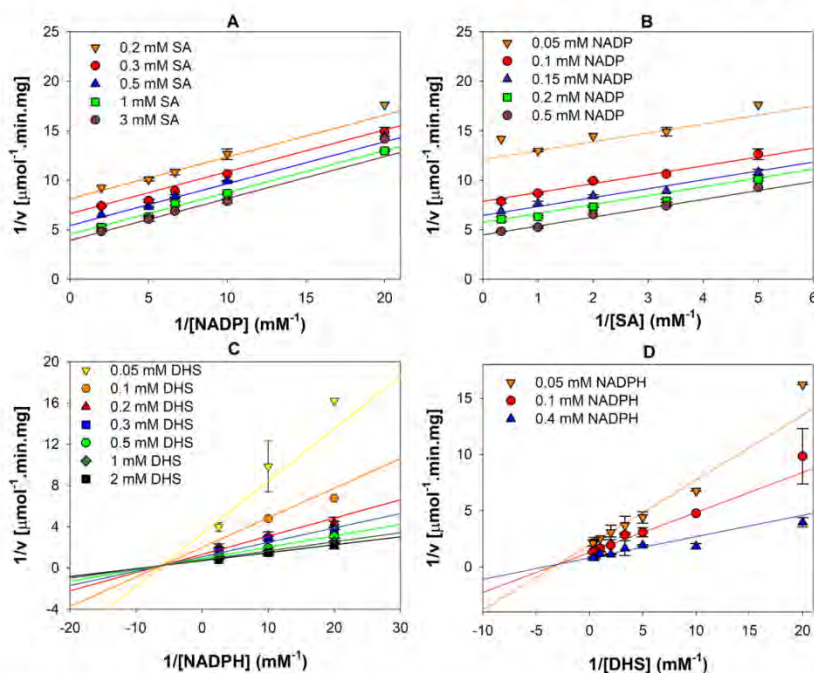 A
0.2 mM SA
0.3 mM SA
0.5 mM SA
1 mM SA
3 mM SA
1/v [µmol⁻¹.min.mg]
25
20
15
10
5
0
0 5 10 15 20
1/[NADP] (mM⁻¹)
B
0.05 mM NADP
0.1 mM NADP
0.15 mM NADP
0.2 mM NADP
0.5 mM NADP
1/v [µmol⁻¹.min.mg]
25
20
15
10
5
0
0 1 2 3 4 5 6
1/[SA] (mM⁻¹)
C
0.05 mM DHS
0.1 mM DHS
0.2 mM DHS
0.3 mM DHS
0.5 mM DHS
1 mM DHS
2 mM DHS
1/v [µmol⁻¹.min.mg]
20
16
12
8
4
0
-4
-20 -10 0 10 20 30
1/[NADPH] (mM⁻¹)
D
0.05 mM NADPH
0.1 mM NADPH
0.4 mM NADPH
1/v [µmol⁻¹.min.mg]
15
10
5
0
-10 -5 0 5 10 15 20
1/[DHS] (mM⁻¹)